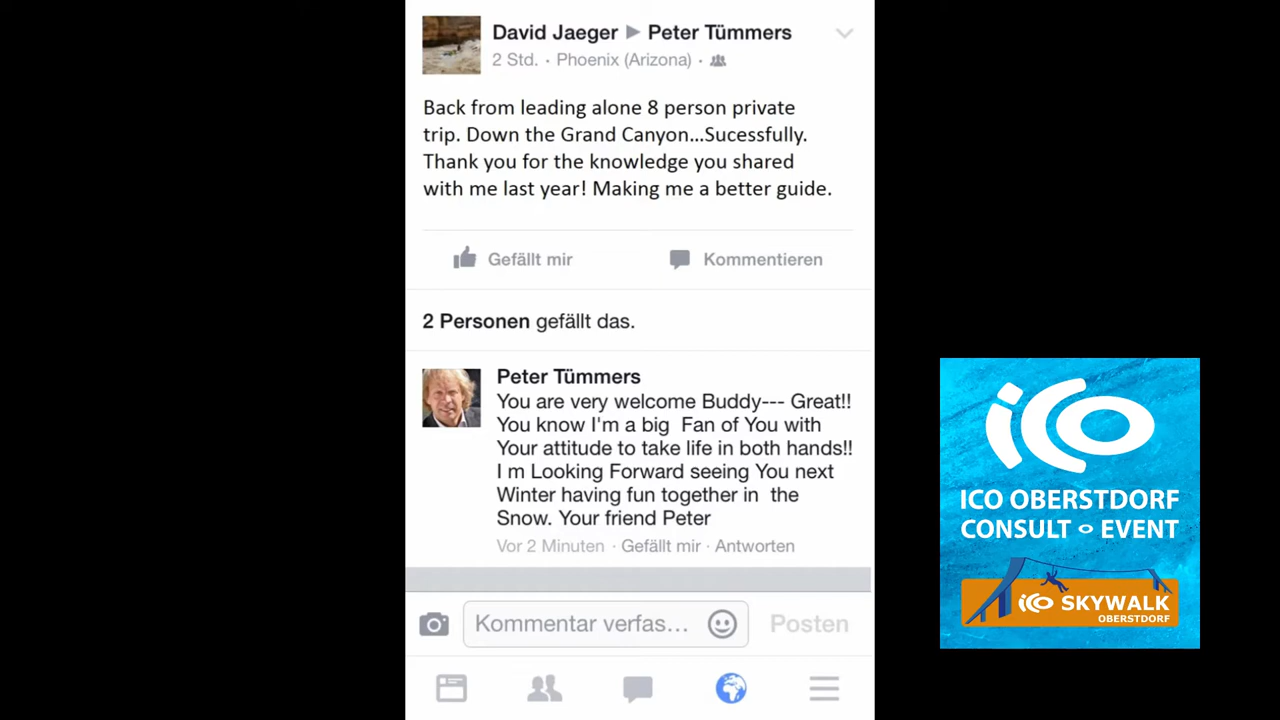 David Jaeger ▶ Peter Tümmers
2 Std. · Phoenix (Arizona) ·
Back from leading alone 8 person private
trip. Down the Grand Canyon...Sucessfully.
Thank you for the knowledge you shared
with me last year! Making me a better guide.
Gefällt mir
Kommentieren
2 Personen gefällt das.
Peter Tümmers
You are very welcome Buddy--- Great!!
You know I'm a big  Fan of You with
Your attitude to take life in both hands!!
I m Looking Forward seeing You next
Winter having fun together in  the
Snow. Your friend Peter
Vor 2 Minuten · Gefällt mir · Antworten
Kommentar verfas...
Posten
ico
ICO OBERSTDORF
CONSULT EVENT
ico SKYWALK
OBERSTDORF